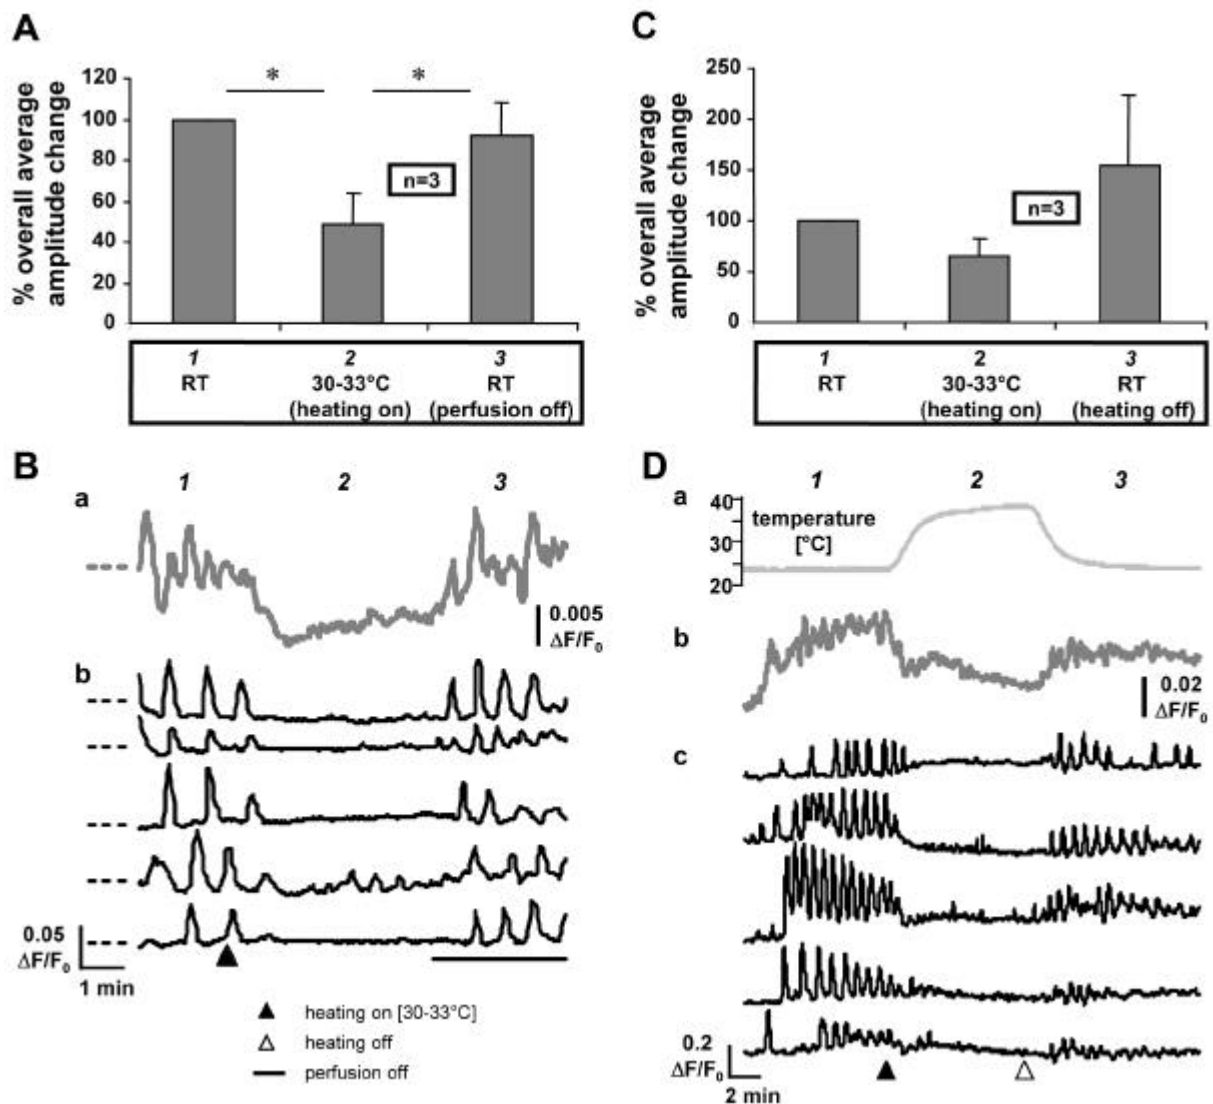 A
% overall average
amplitude change
120
100
80
60
40
20
0
*
*
n=3
1
RT
2
30-33°C
(heating on)
3
RT
(perfusion off)
C
% overall average
amplitude change
250
200
150
100
50
0
n=3
1
RT
2
30-33°C
(heating on)
3
RT
(heating off)
B
1
2
3
a
0.005
ΔF/F₀
b
0.05
ΔF/F₀
1 min
heating on [30-33°C]
heating off
perfusion off
D
1
2
3
a
40
30
20
temperature
[°C]
b
0.02
ΔF/F₀
c
0.2
ΔF/F₀
2 min